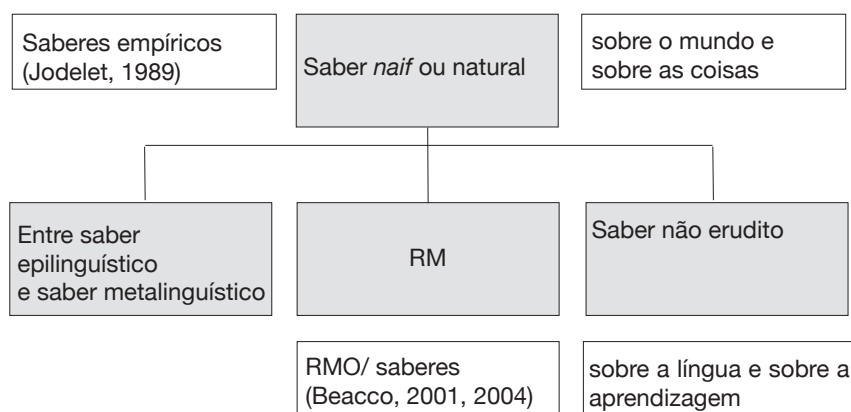 Saberes empíricos
(Jodelet, 1989)
Saber naif ou natural
sobre o mundo e
sobre as coisas
Entre saber
epilinguístico
e saber metalinguístico
RM
Saber não erudito
RMO/ saberes
(Beacco, 2001, 2004)
sobre a língua e sobre a
aprendizagem